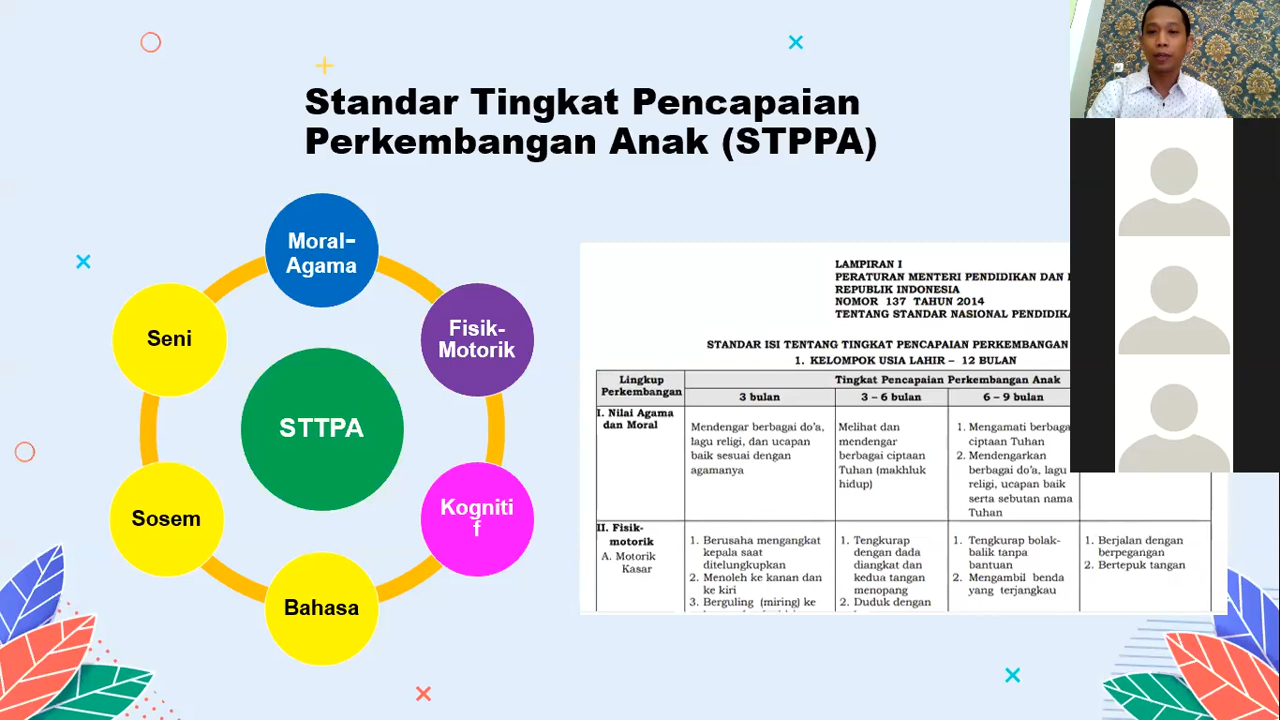 Standar Tingkat Pencapaian
Perkembangan Anak (STPPA)
Moral-
Agama
Fisik-
Motorik
Kogniti
f
Bahasa
Sosem
Seni
STTPA
LAMPIRAN I
PERATURAN MENTERI PENDIDIKAN DAN
REPUBLIK INDONESIA
NOMOR 137 TAHUN 2014
TENTANG STANDAR NASIONAL PENDIDIKA
STANDAR ISI TENTANG TINGKAT PENCAPAIAN PERKEMBANGAN
1. KELOMPOK USIA LAHIR – 12 BULAN
Lingkup
Perkembangan
Tingkat Pencapaian Perkembangan Anak
3 bulan
3 – 6 bulan
6 – 9 bulan
I. Nilai Agama
dan Moral
Mendengar berbagai do'a,
lagu religi, dan ucapan
baik sesuai dengan
agamanya
Melihat dan
mendengar
berbagai ciptaan
Tuhan (makhluk
hidup)
1. Mengamati berbaga
ciptaan Tuhan
2. Mendengarkan
berbagai do'a, lagu
religi, ucapan baik
serta sebutan nama
Tuhan
II. Fisik-
motorik
A. Motorik
Kasar
1. Berusaha mengangkat
kepala saat
ditelungkupkan
2. Menoleh ke kanan dan
ke kiri
3. Berguling (miring) ke
1. Tengkurap
dengan dada
diangkat dan
kedua tangan
menopang
2. Duduk dengan
1. Tengkurap bolak-
balik tanpa
bantuan
2. Mengambil benda
yang terjangkau
1. Berjalan dengan
berpegangan
2. Bertepuk tangan